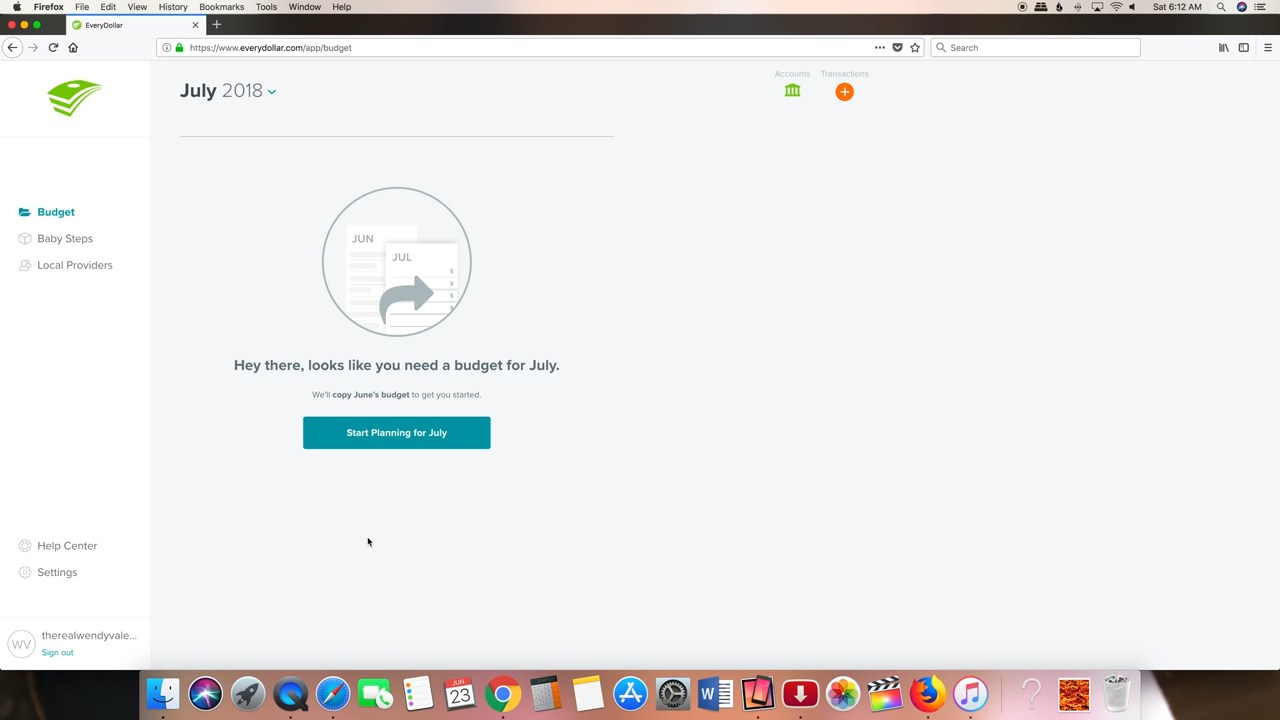 Firefox File Edit View History Bookmarks Tools Window Help Sat 6:12 AM
EveryDollar
https://www.everydollar.com/app/budget
Search
July 2018
Accounts Transactions
Budget
Baby Steps
Local Providers
JUN
JUL
$
$
$
$
Hey there, looks like you need a budget for July.
We'll copy June's budget to get you started.
Start Planning for July
Help Center
Settings
WV
therealwendyvale...
Sign out
JUN
23
W
?